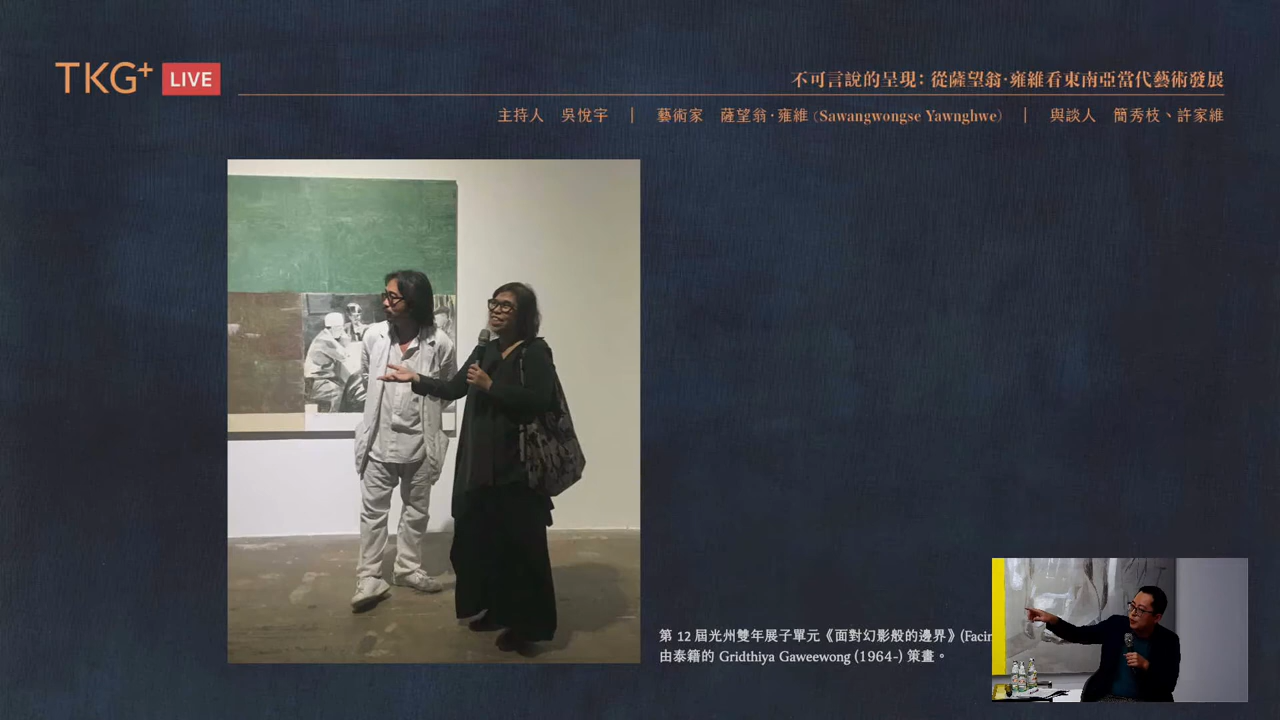 TKG+ LIVE
不可言說的呈現：從薩望翁·雍維看東南亞當代藝術發展
主持人 吳悅宇 ｜ 藝術家 薩望翁·雍維 (Sawangwongse Yawnghwe) ｜ 與談人 簡秀枝、許家維
第 12 屆光州雙年展子單元《面對幻影般的邊界》(Facin
由泰籍的 Gridthiya Gaweewong (1964-) 策畫。